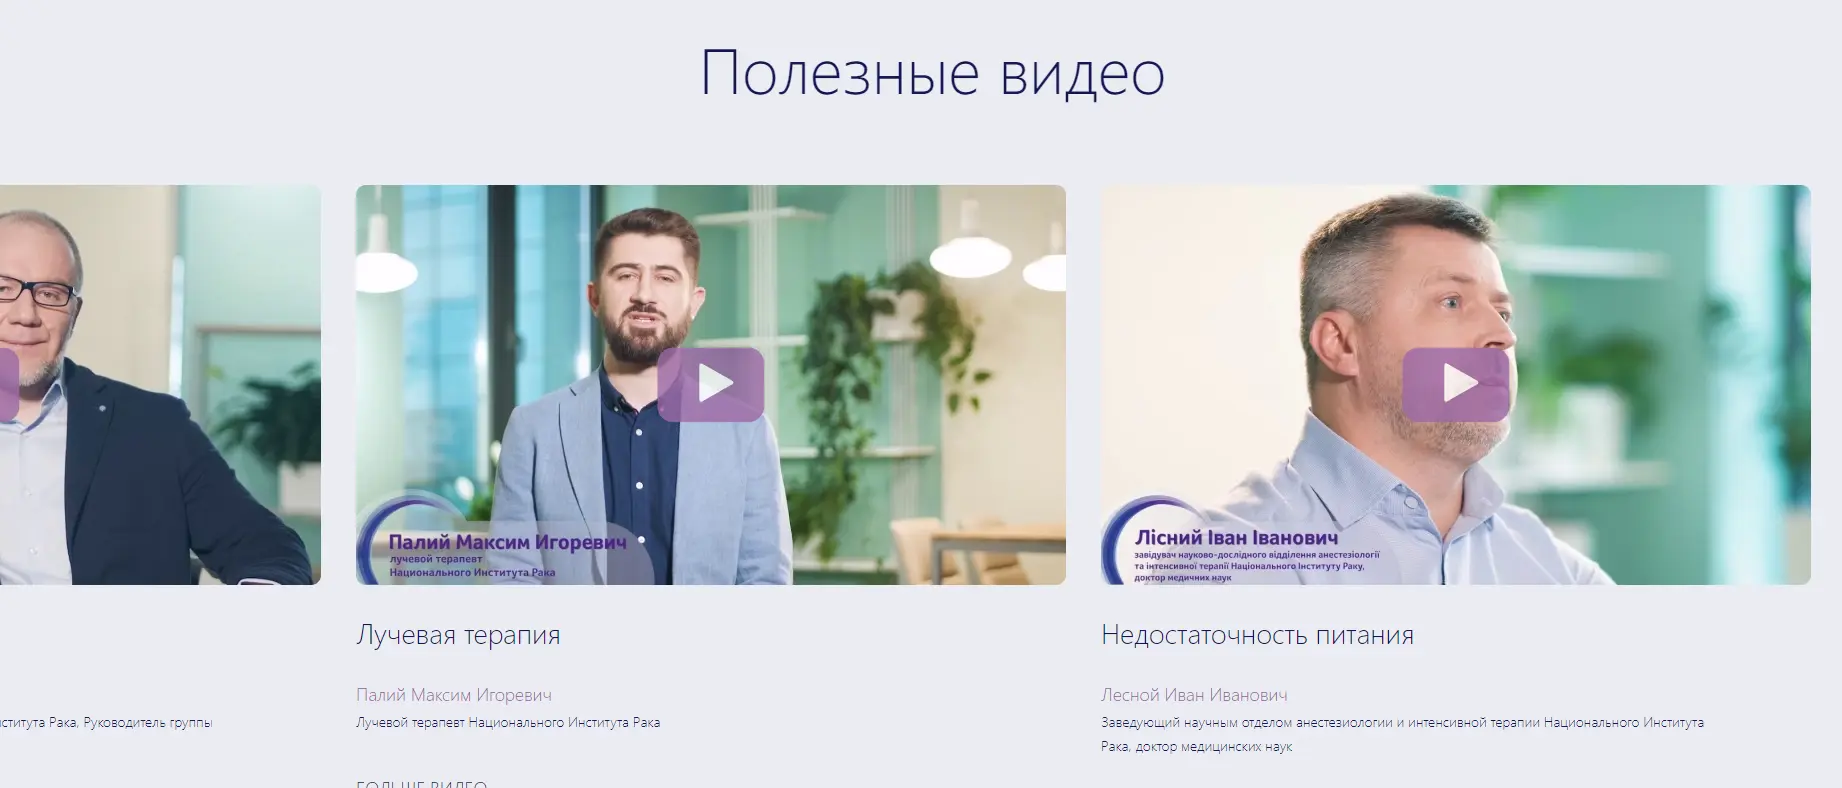 Полезные видео
Палий Максим Игоревич
лучевой терапевт
Национального Института Рака
Лісний Іван Іванович
завідувач науково-дослідного відділення анестезіології
та інтенсивної терапії Національного Інституту Раку,
доктор медичних наук
Лучевая терапия
Недостаточность питания
Палий Максим Игоревич
Лесной Иван Иванович
ститута Рака, Руководитель группы
Лучевой терапевт Национального Института Рака
Заведующий научным отделом анестезиологии и интенсивной терапии Национального Института
Рака, доктор медицинских наук
БОЛЬШЕ ВИДЕО